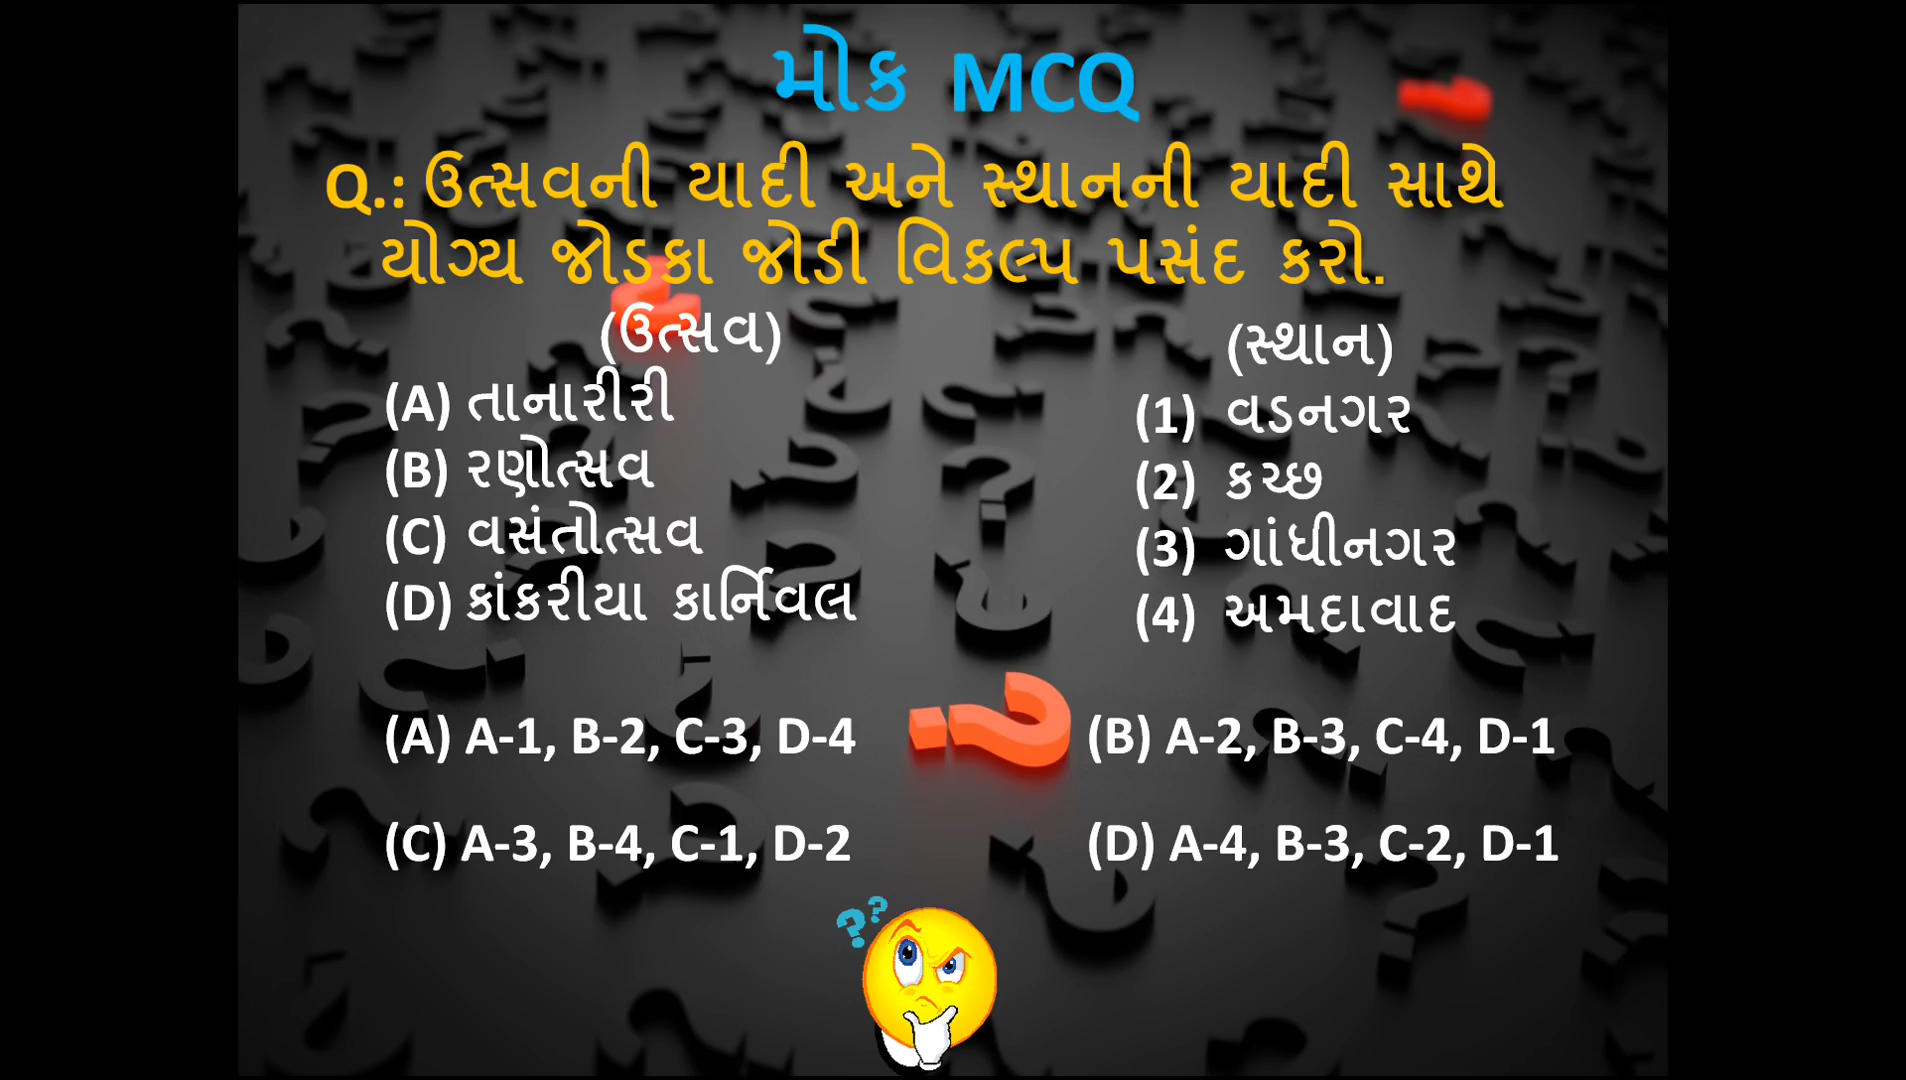 મોક MCQ
Q.: ઉત્સવની યાદી અને સ્થાનની યાદી સાથે
યોગ્ય જોડકા જોડી વિકલ્પ પસંદ કરો.
(ઉત્સવ) (સ્થાન)
(A) તાનારીરી (1) વડનગર
(B) રણોત્સવ (2) કચ્છ
(C) વસંતોત્સવ (3) ગાંધીનગર
(D) કાંકરીયા કાર્નિવલ (4) અમદાવાદ
(A) A-1, B-2, C-3, D-4 (B) A-2, B-3, C-4, D-1
(C) A-3, B-4, C-1, D-2 (D) A-4, B-3, C-2, D-1